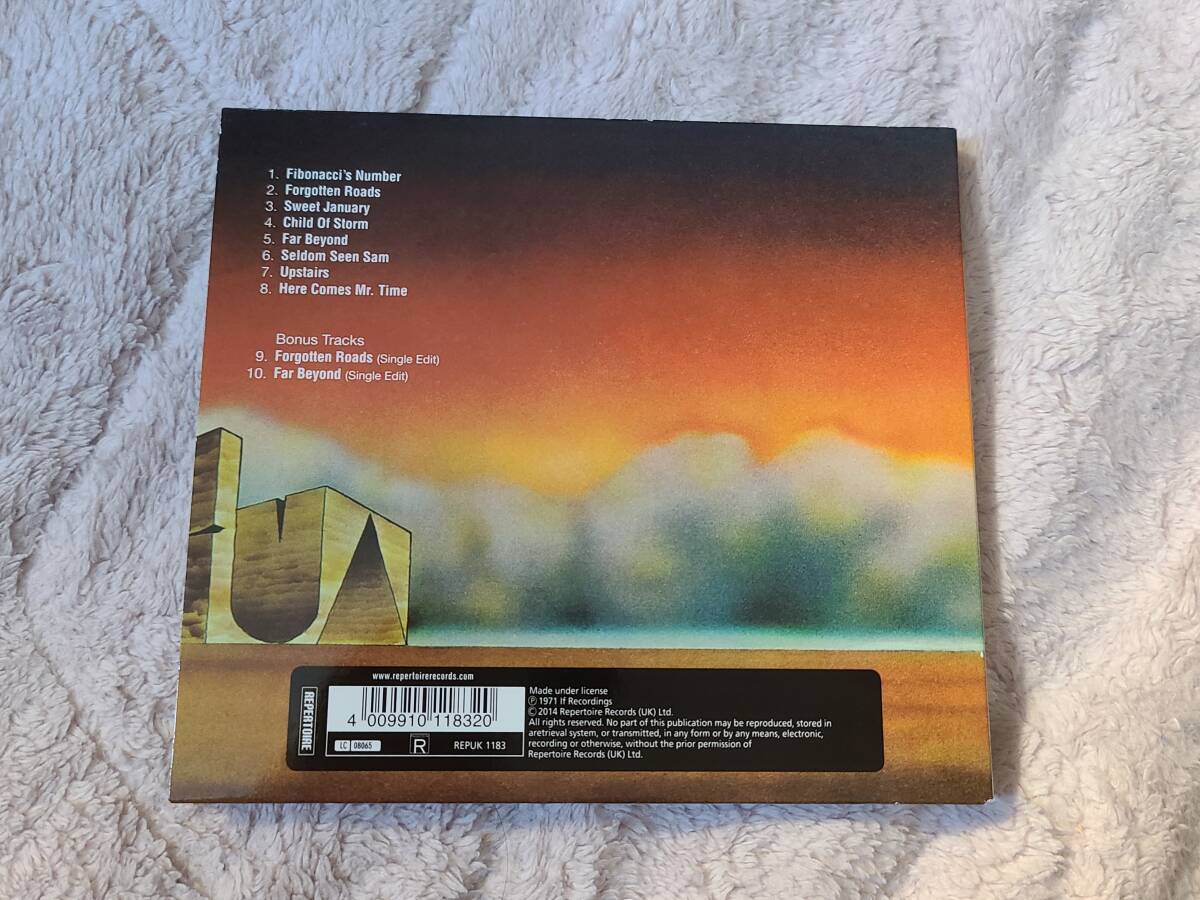 1. Fibonacci's Number
2. Forgotten Roads
3. Sweet January
4. Child Of Storm
5. Far Beyond
6. Seldom Seen Sam
7. Upstairs
8. Here Comes Mr. Time
Bonus Tracks
9. Forgotten Roads (Single Edit)
10. Far Beyond (Single Edit)
www.repertoirerecords.com
REPERTOIRE
4 009910 118320
LC 08065
R
REPUK 1183
Made under license
Ⓟ 1971 If Recordings
© 2014 Repertoire Records (UK) Ltd.
All rights reserved. No part of this publication may be reproduced, stored in
aretrieval system, or transmitted, in any form or by any means, electronic,
recording or otherwise, without the prior permission of
Repertoire Records (UK) Ltd.